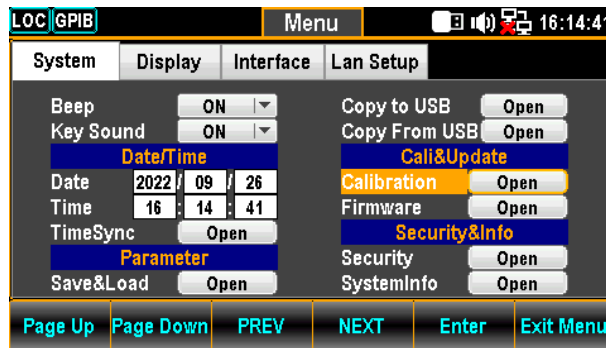 LOC GPIB Menu 16:14:41
System Display Interface Lan Setup
Beep ON Copy to USB Open
Key Sound ON Copy From USB Open
Date/Time Cali&Update
Date 2022 / 09 / 26 Calibration Open
Time 16 : 14 : 41 Firmware Open
TimeSync Open Security&Info
Parameter Security Open
Save&Load Open SystemInfo Open
Page Up Page Down PREV NEXT Enter Exit Menu